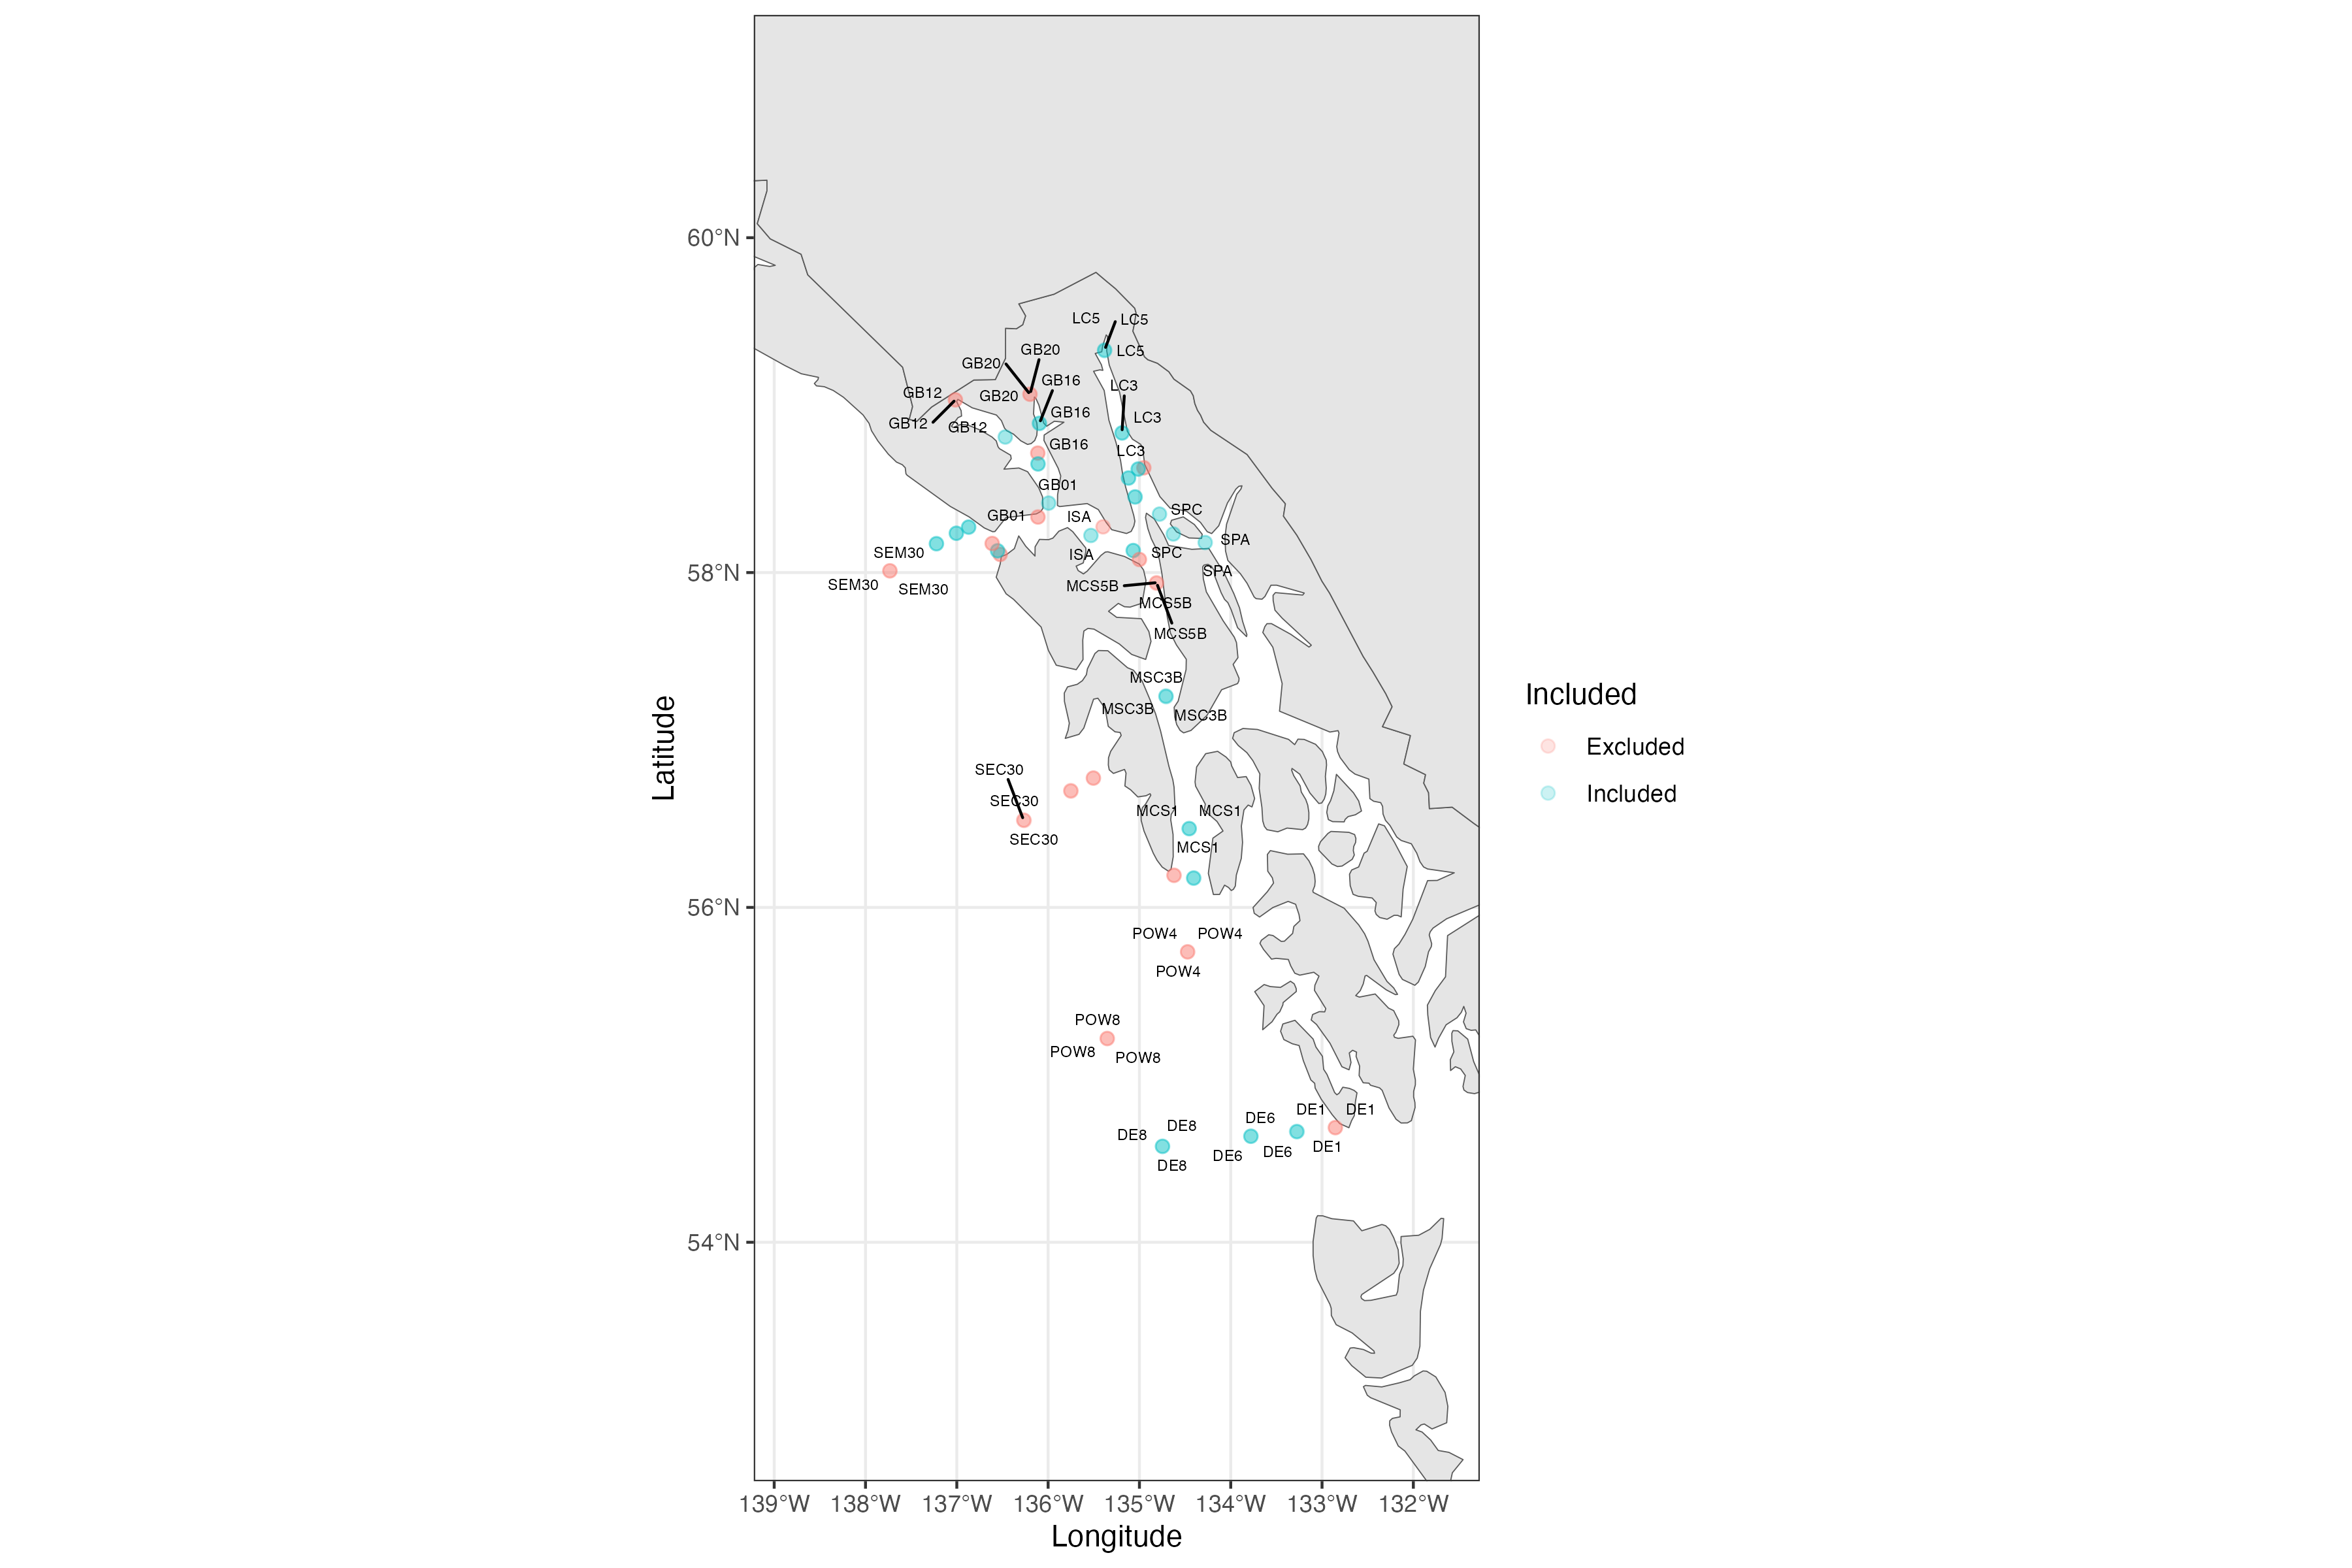 60°N
LC5
LC5
GB20
LC5
GB20
GB16
LC3
GB12
GB20
GB16
LC3
GB12
GB12
GB16
LC3
GB01
SPC
GB01
ISA
SPA
SEM30
ISA
SPC
58°N
SPA
SEM30
SEM30
MCS5B
MCS5B
MCS5B
MSC3B
MSC3B
MSC3B
Included
Excluded
Included
Latitude
SEC30
SEC30
MCS1
MCS1
SEC30
MCS1
56°N
POW4
POW4
POW4
POW8
POW8
POW8
DE1
DE1
DE6
DE8
DE8
DE1
DE6
DE6
DE8
54°N
139°W
138°W
137°W
136°W
135°W
134°W
133°W
132°W
Longitude